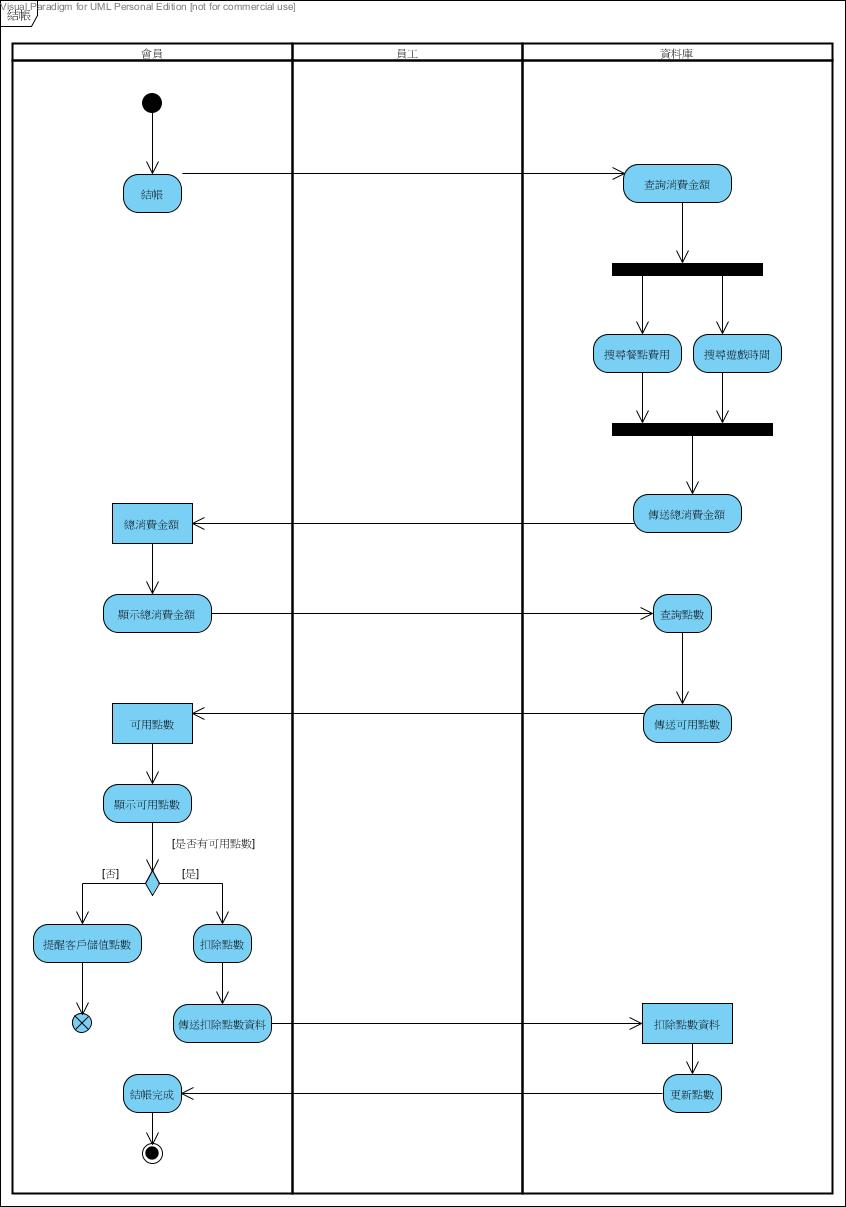 Visual Paradigm for UML Personal Edition [not for commercial use]
結帳
會員
員工
資料庫
結帳
查詢消費金額
搜尋餐點費用
搜尋遊戲時間
傳送總消費金額
總消費金額
顯示總消費金額
查詢點數
可用點數
傳送可用點數
顯示可用點數
[是否有可用點數]
[否]
[是]
提醒客戶儲值點數
扣除點數
傳送扣除點數資料
扣除點數資料
結帳完成
更新點數